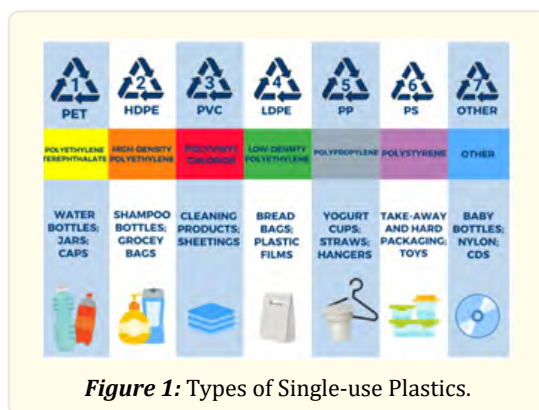 1 2 3 4 5 6 7
PET HDPE PVC LDPE PP PS OTHER
POLYETHYLENE
TEREPHTHALATE
HIGH-DENSITY
POLYETHYLENE
POLYVINYL
CHLORIDE
LOW-DENSITY
POLYETHYLENE
POLYPROPYLENE
POLYSTYRENE
OTHER
WATER
BOTTLES;
JARS;
CAPS
SHAMPOO
BOTTLES;
GROCEY
BAGS
CLEANING
PRODUCTS;
SHEETINGS
BREAD
BAGS;
PLASTIC
FILMS
YOGURT
CUPS;
STRAWS;
HANGERS
TAKE-AWAY
AND HARD
PACKAGING;
TOYS
BABY
BOTTLES;
NYLON;
CDS
Figure 1: Types of Single-use Plastics.